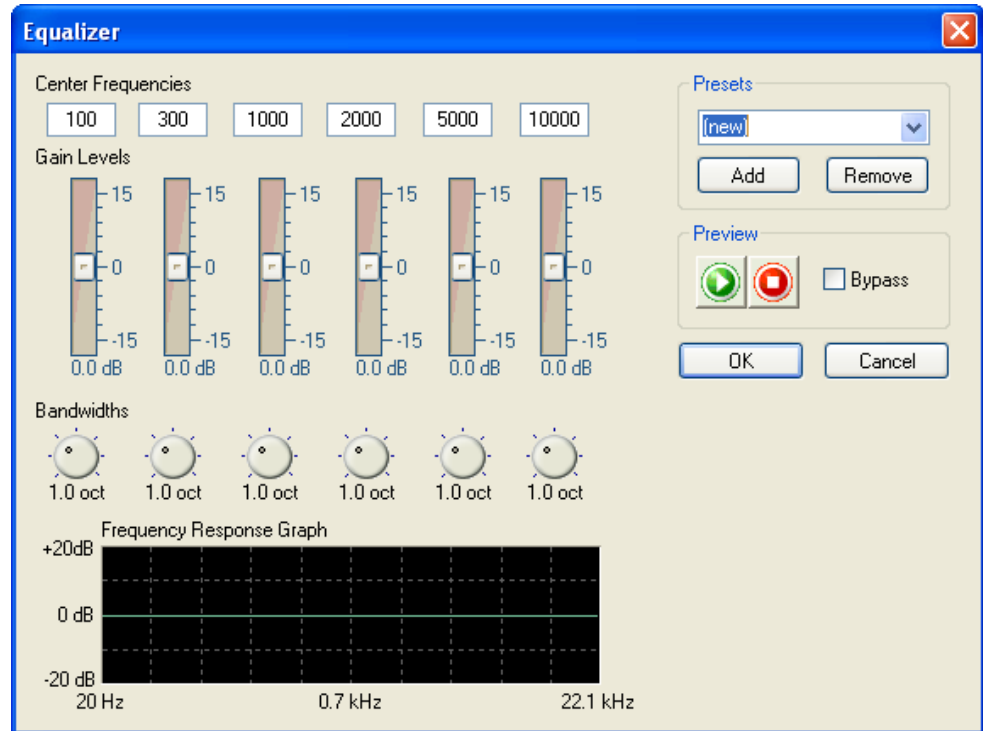 Equalizer
Center Frequencies
100 300 1000 2000 5000 10000
Gain Levels
15 15 15 15 15 15
0 0 0 0 0 0
-15 -15 -15 -15 -15 -15
0.0 dB 0.0 dB 0.0 dB 0.0 dB 0.0 dB 0.0 dB
Bandwidths
1.0 oct 1.0 oct 1.0 oct 1.0 oct 1.0 oct 1.0 oct
Frequency Response Graph
+20dB
0 dB
-20 dB
20 Hz 0.7 kHz 22.1 kHz
Presets
(new)
Add Remove
Preview
Bypass
OK Cancel